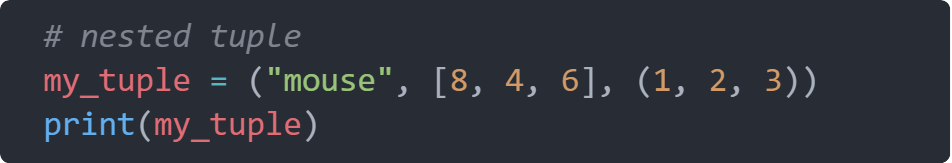 # nested tuple
my_tuple = ("mouse", [8, 4, 6], (1, 2, 3))
print(my_tuple)